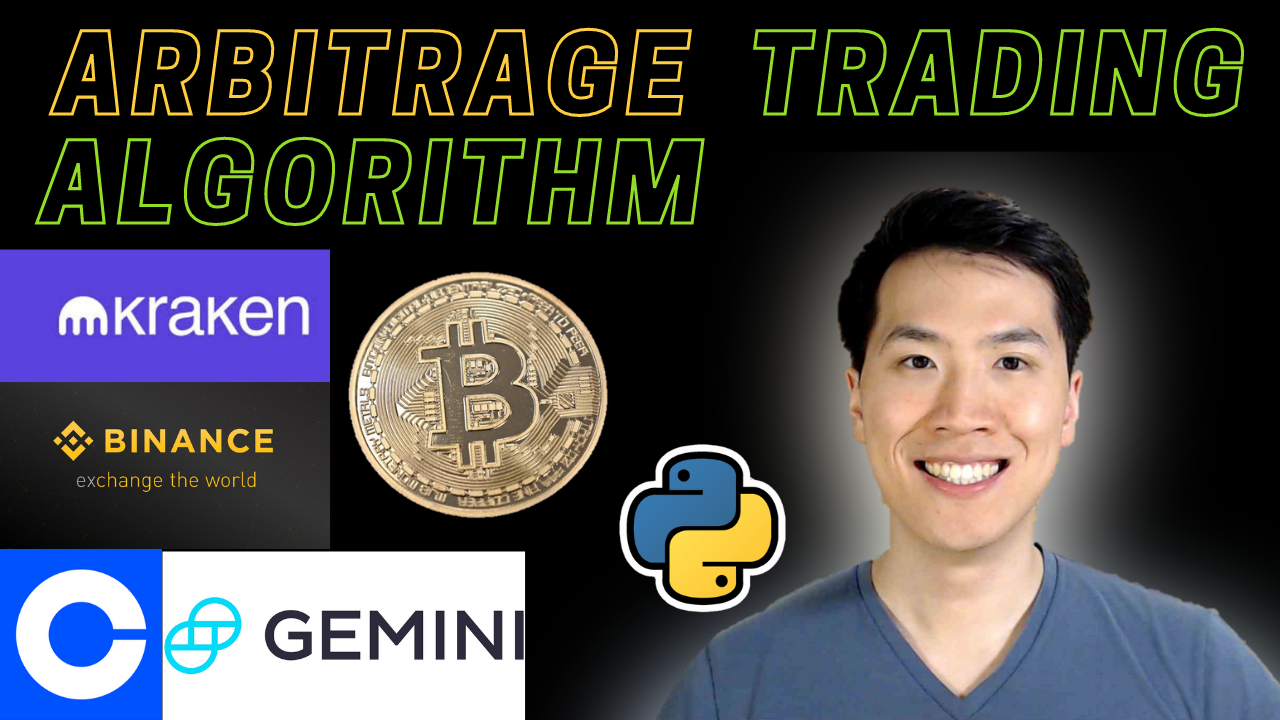 ARBITRAGE TRADING
ALGORITHM
kraken
BINANCE
exchange the world
GEMINI